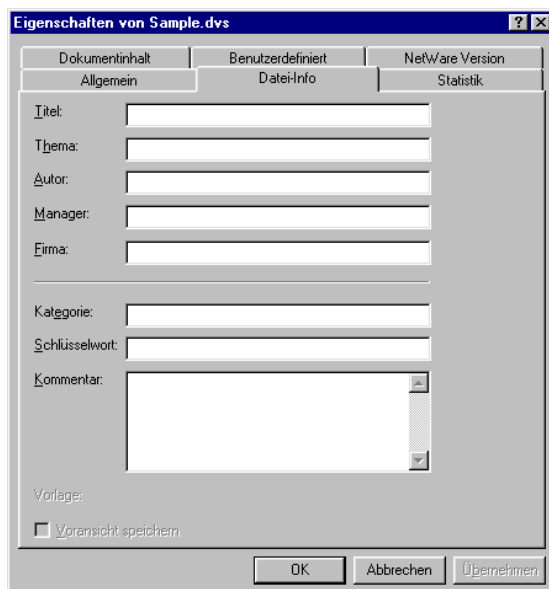 Eigenschaften von Sample.dvs
Dokumentinhalt Benutzerdefiniert NetWare Version
Allgemein Datei-Info Statistik
Titel:
Thema:
Autor:
Manager:
Firma:
Kategorie:
Schlüsselwort:
Kommentar:
Vorlage:
Voransicht speichern
OK Abbrechen Übernehmen